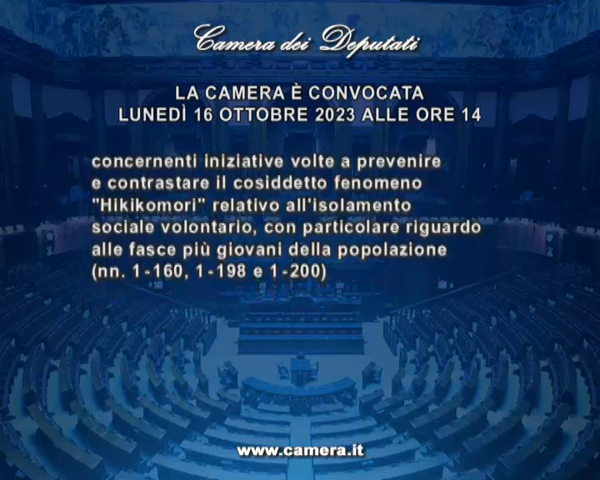 Camera dei Deputati
LA CAMERA È CONVOCATA
LUNEDÌ 16 OTTOBRE 2023 ALLE ORE 14
concernenti iniziative volte a prevenire
e contrastare il cosiddetto fenomeno
"Hikikomori" relativo all'isolamento
sociale volontario, con particolare riguardo
alle fasce più giovani della popolazione
(nn. 1-160, 1-198 e 1-200)
www.camera.it